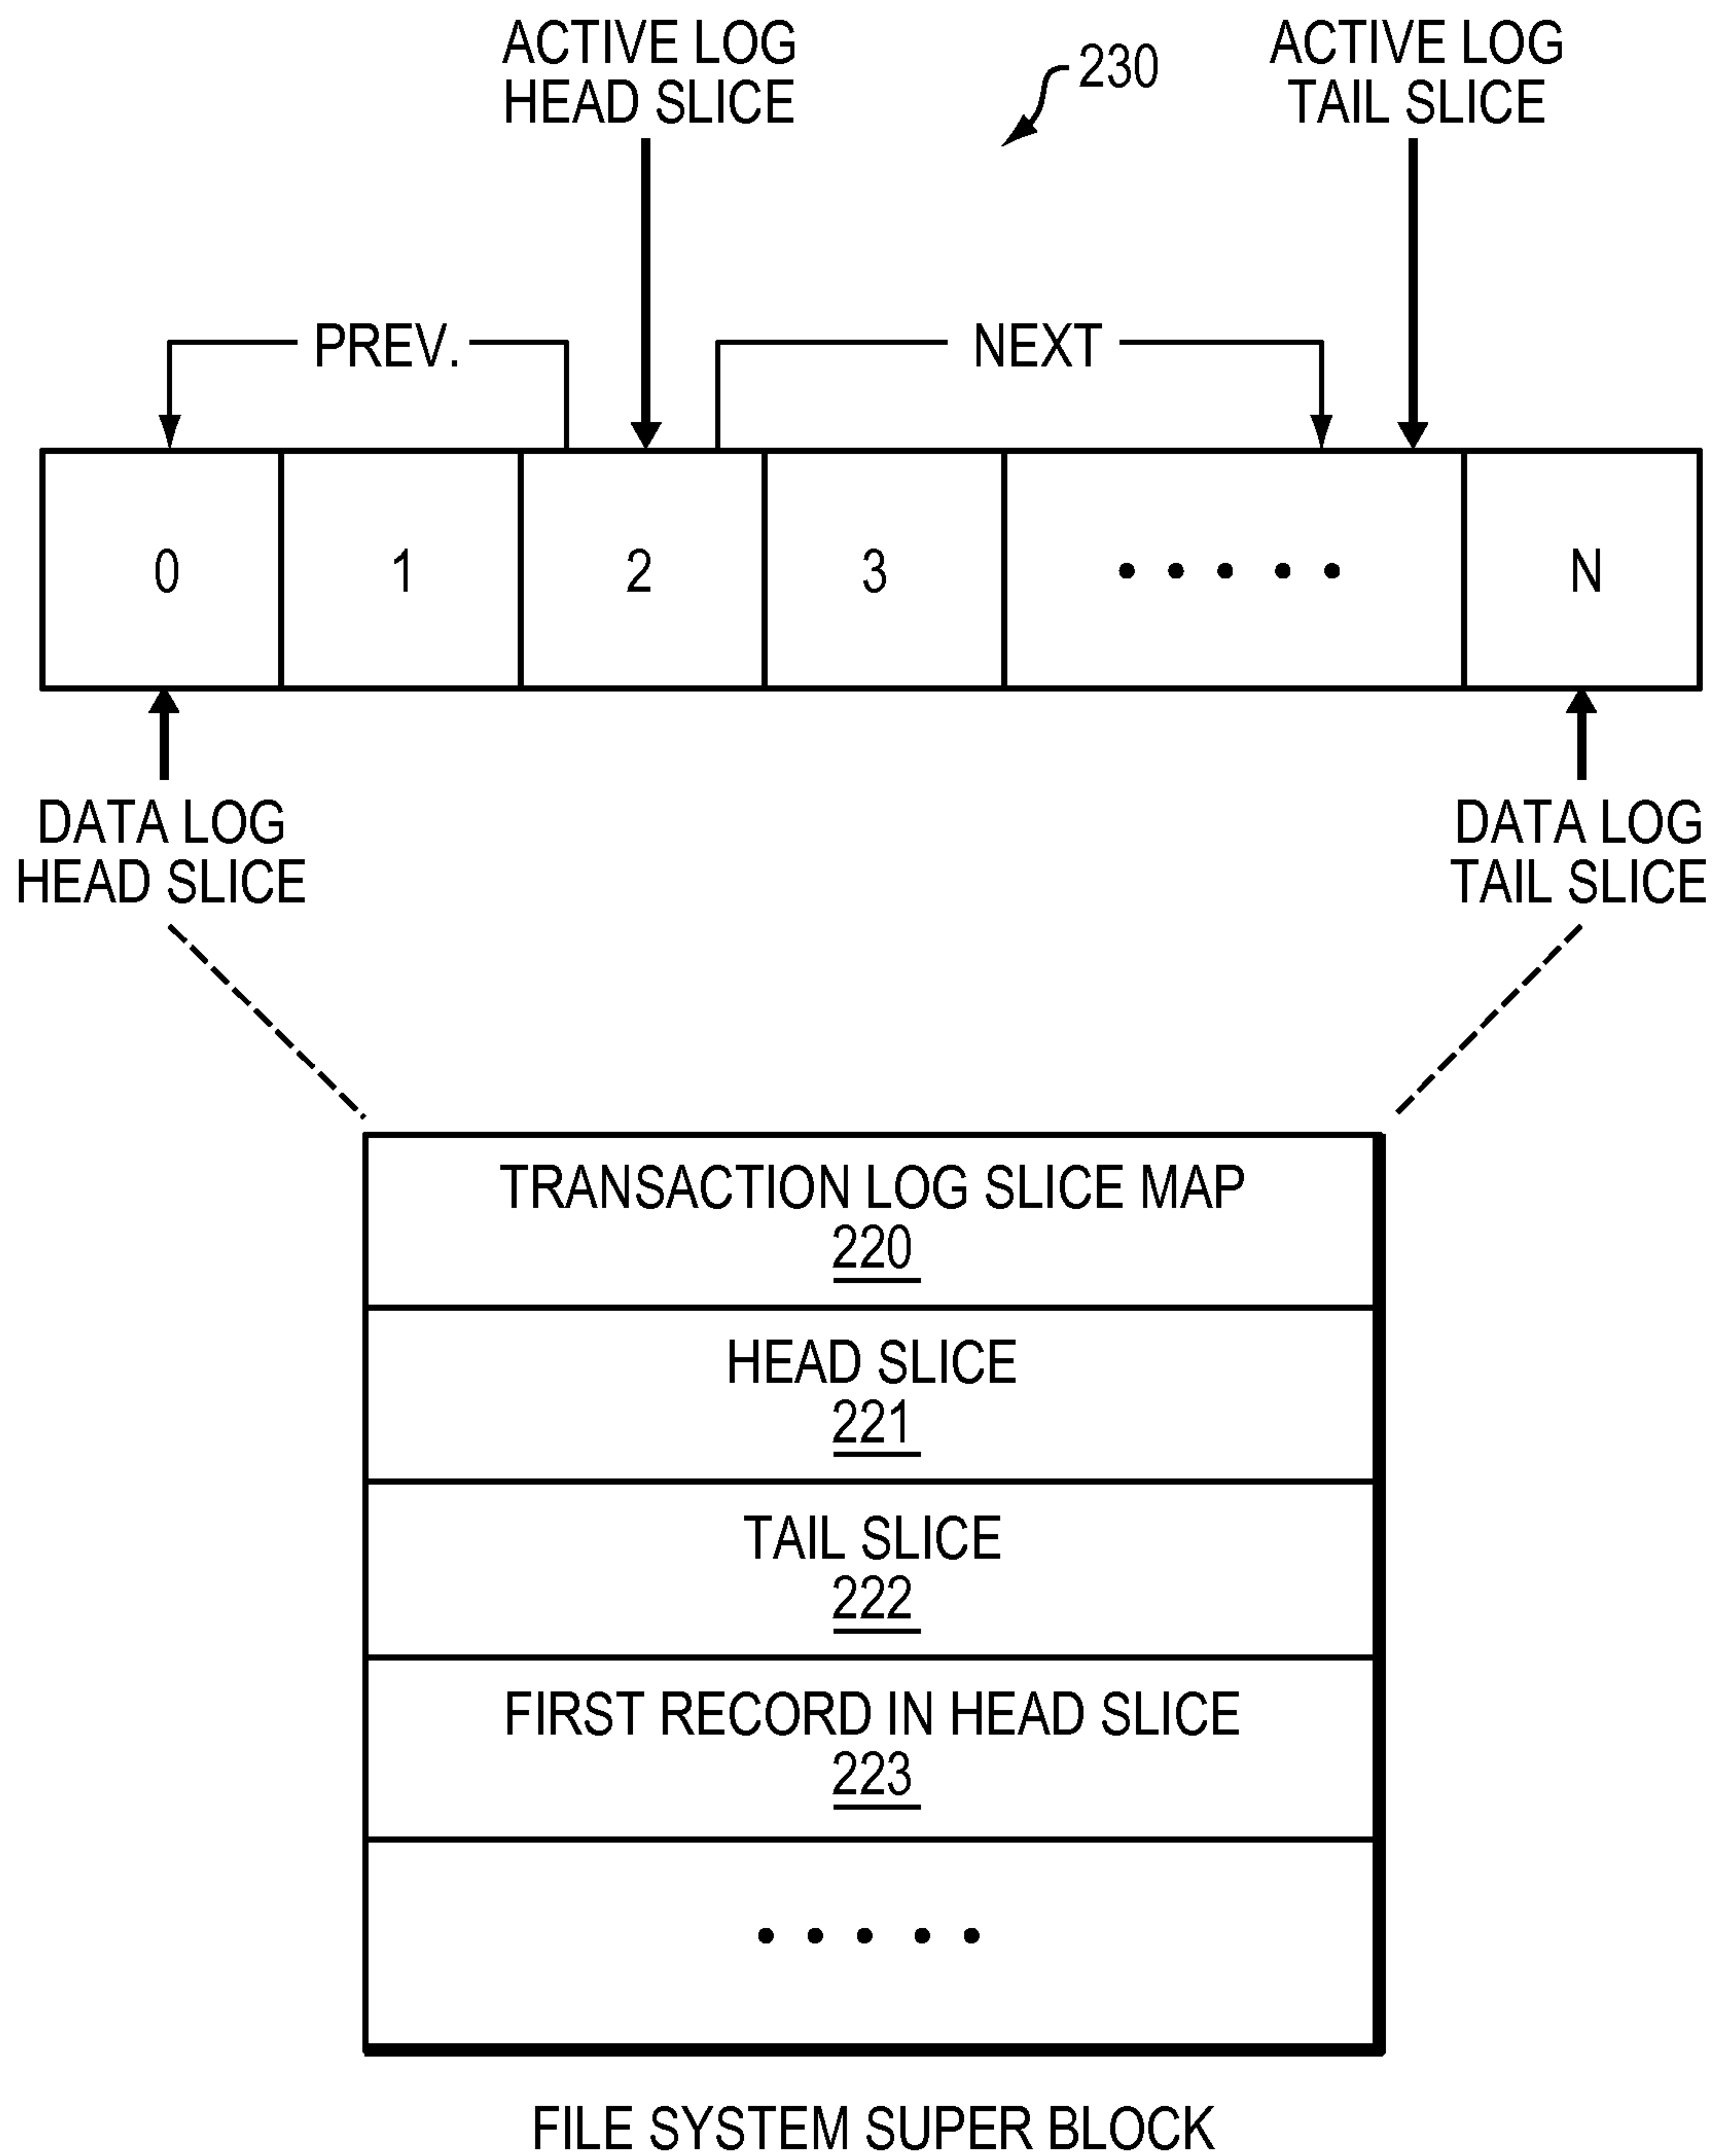 ACTIVE LOG
HEAD SLICE
230
ACTIVE LOG
TAIL SLICE
PREV.
NEXT
0 1 2 3 ..... N
DATA LOG
HEAD SLICE
DATA LOG
TAIL SLICE
TRANSACTION LOG SLICE MAP
220
HEAD SLICE
221
TAIL SLICE
222
FIRST RECORD IN HEAD SLICE
223
.....
FILE SYSTEM SUPER BLOCK